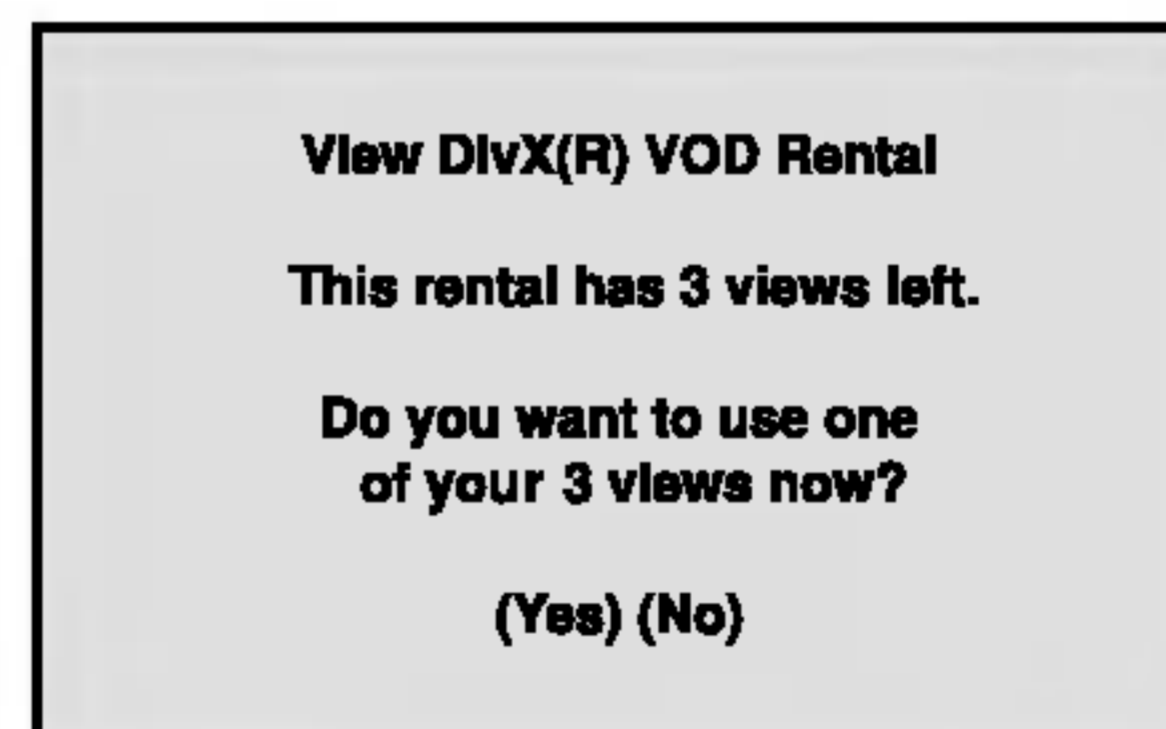 View DivX(R) VOD Rental
This rental has 3 views left.
Do you want to use one
of your 3 views now?
(Yes) (No)